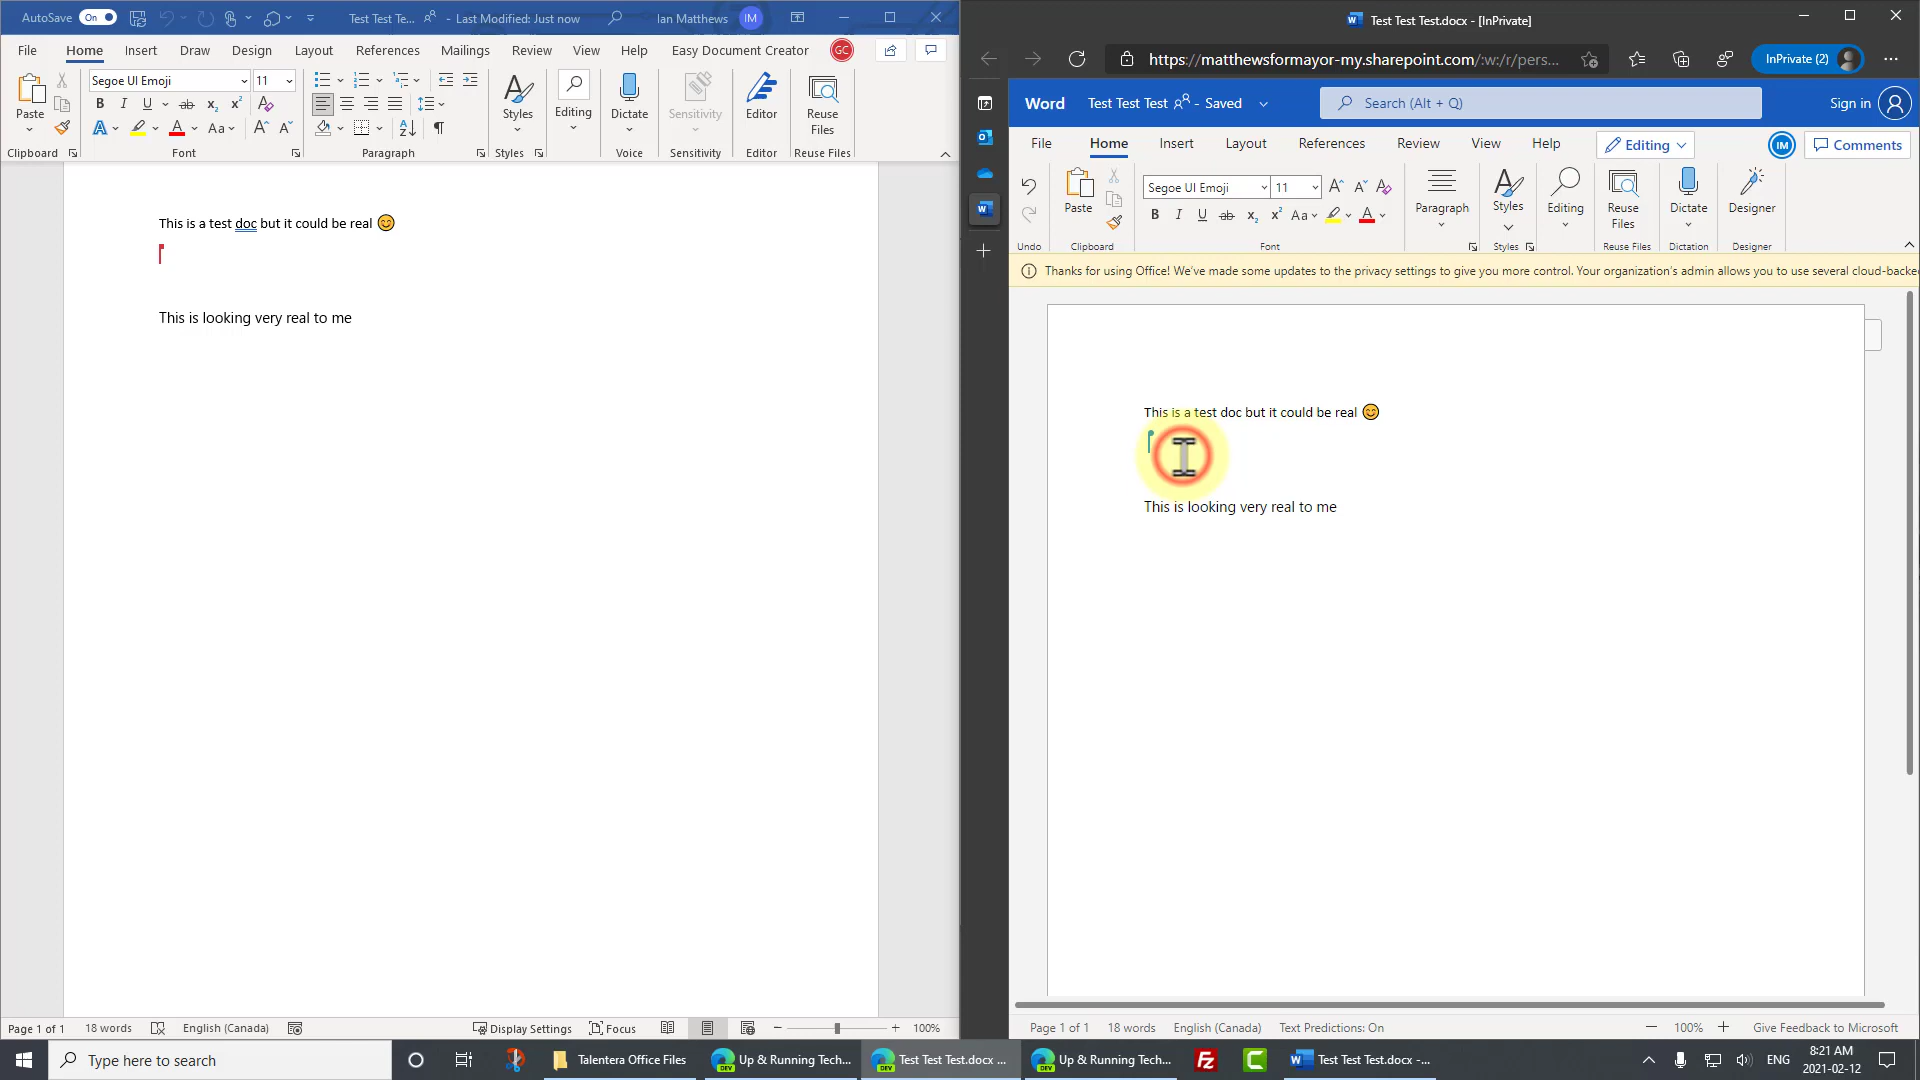 AutoSave On Test Test Te... - Last Modified: Just now Ian Matthews IM
File Home Insert Draw Design Layout References Mailings Review View Help Easy Document Creator GC
Segoe UI Emoji 11
Paste Styles Editing Dictate Sensitivity Editor Reuse Files
Clipboard Font Paragraph Styles Voice Sensitivity Editor Reuse Files
This is a test doc but it could be real 😊
This is looking very real to me
Page 1 of 1 18 words English (Canada) Display Settings Focus 100%
Test Test Test.docx - [InPrivate]
https://matthewsformayor-my.sharepoint.com/:w:/r/pers... InPrivate (2)
Word Test Test Test - Saved Search (Alt + Q) Sign in
File Home Insert Layout References Review View Help Editing IM Comments
Segoe UI Emoji 11
Paste Paragraph Styles Editing Reuse Files Dictate Designer
Undo Clipboard Font Styles Reuse Files Dictation Designer
Thanks for using Office! We've made some updates to the privacy settings to give you more control. Your organization's admin allows you to use several cloud-backe
This is a test doc but it could be real 😊
This is looking very real to me
Page 1 of 1 18 words English (Canada) Text Predictions: On 100% Give Feedback to Microsoft
Type here to search DEV Talentera Office Files Up & Running Tech... DEV Test Test Test.docx ... DEV Up & Running Tech... Fz C Test Test Test.docx -... ENG 8:21 AM
2021-02-12